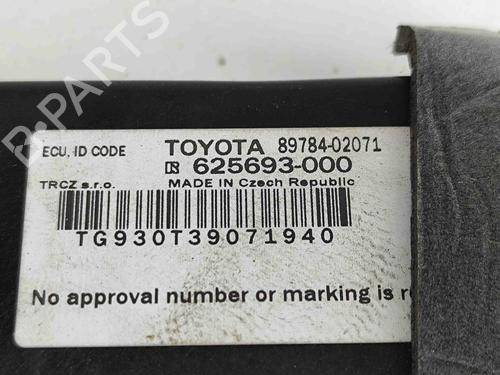 ECU, ID CODE TOYOTA 89784-02071
625693-000
TRCZ s.r.o. MADE IN Czech Republic
TG930T39071940
No approval number or marking is
B-PARTS